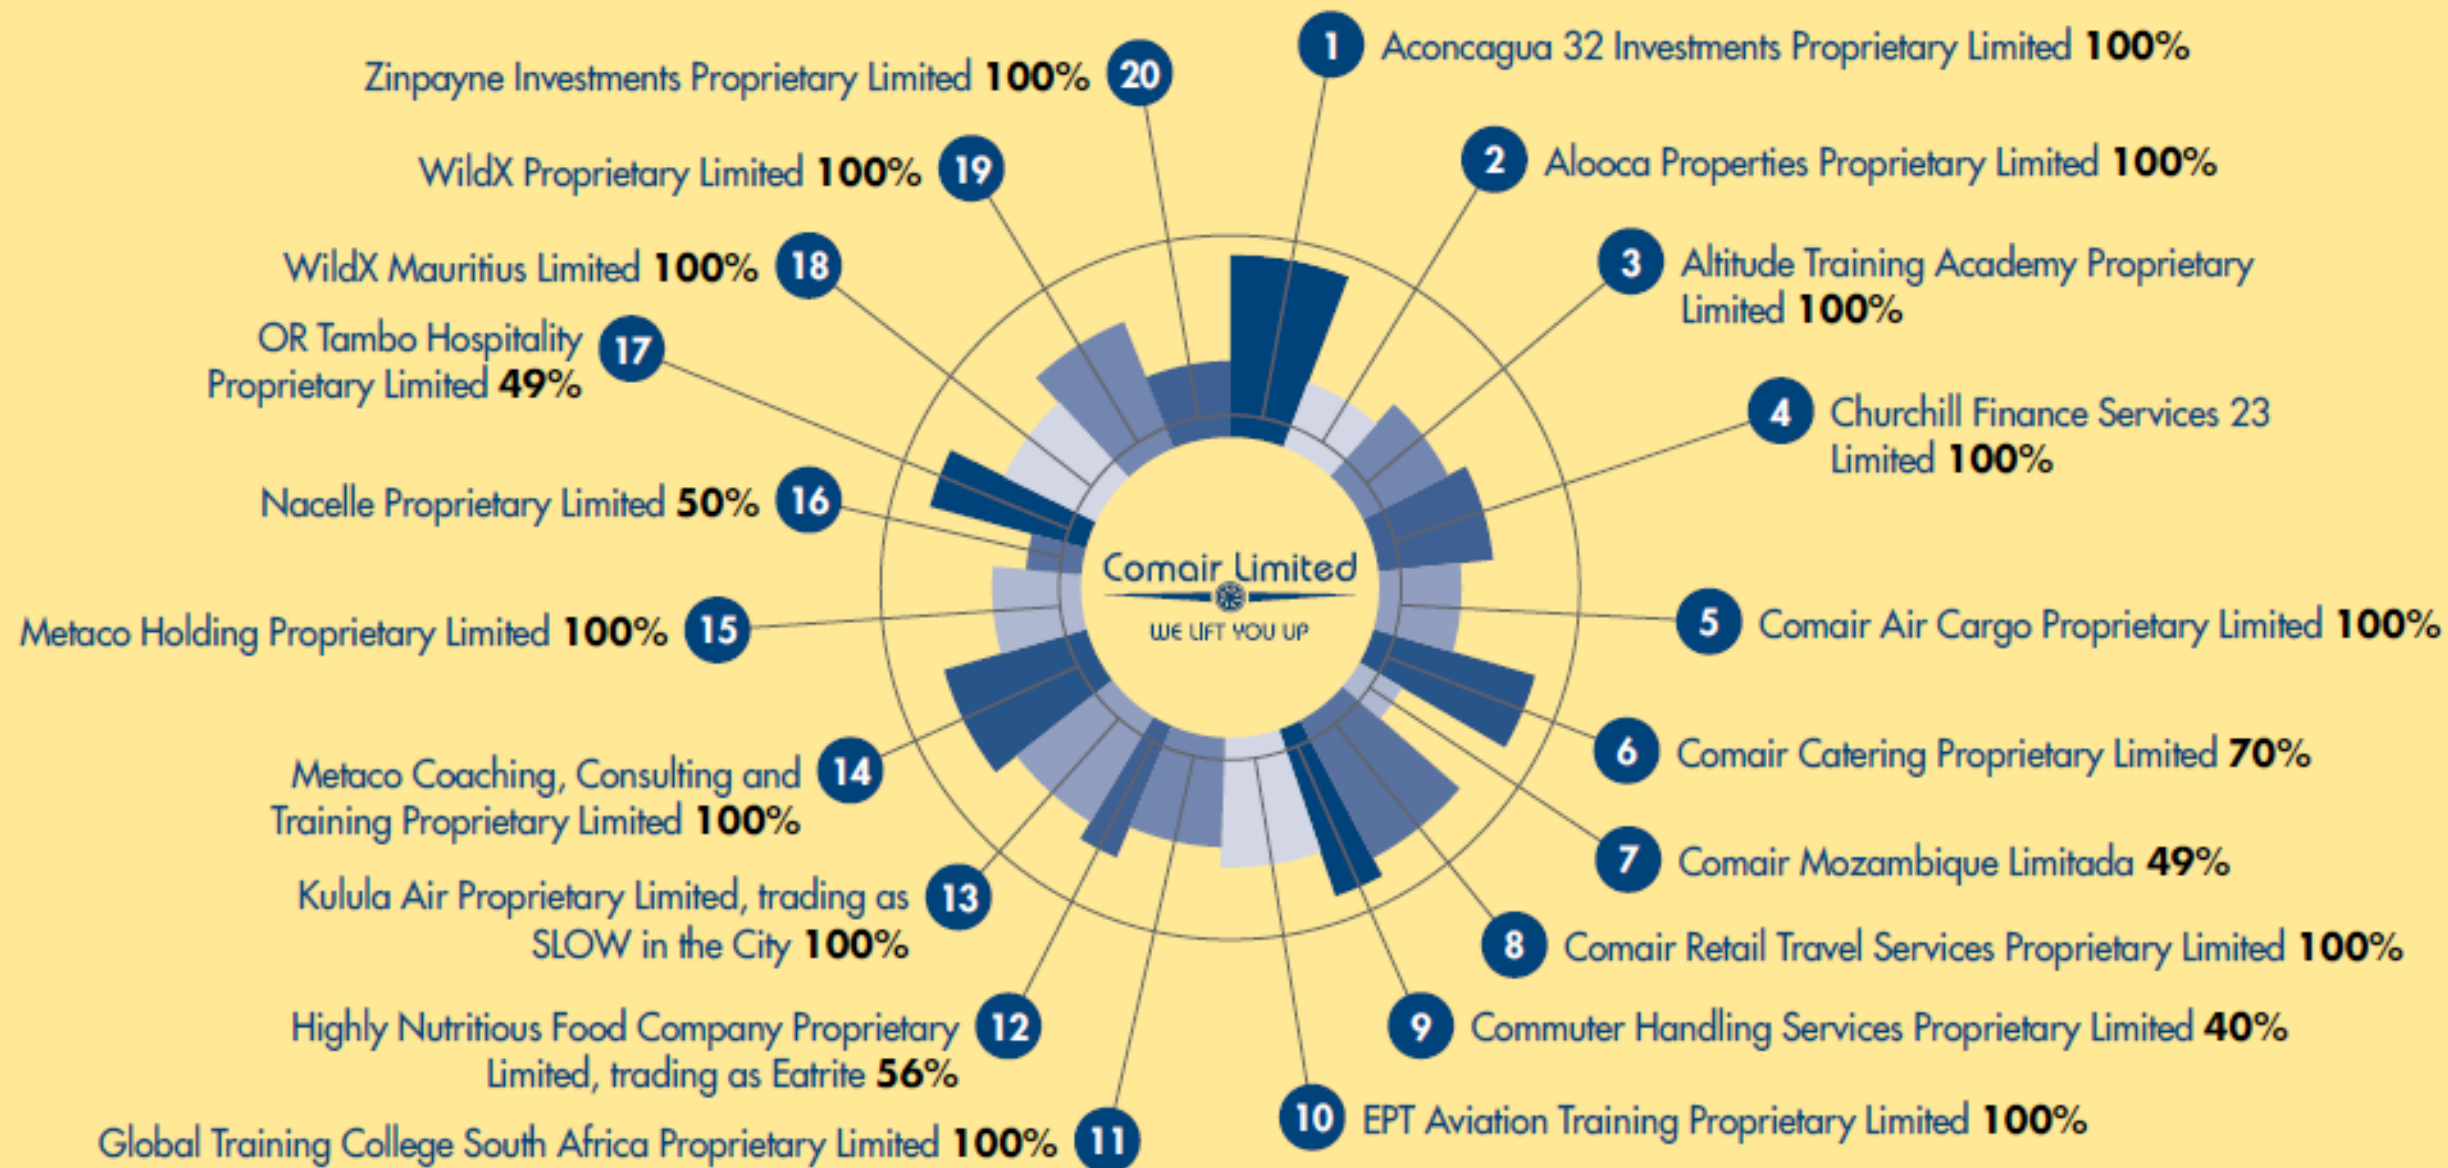 1 Aconcagua 32 Investments Proprietary Limited 100%
2 Alooca Properties Proprietary Limited 100%
3 Altitude Training Academy Proprietary
Limited 100%
4 Churchill Finance Services 23
Limited 100%
5 Comair Air Cargo Proprietary Limited 100%
6 Comair Catering Proprietary Limited 70%
7 Comair Mozambique Limitada 49%
8 Comair Retail Travel Services Proprietary Limited 100%
9 Commuter Handling Services Proprietary Limited 40%
10 EPT Aviation Training Proprietary Limited 100%
Global Training College South Africa Proprietary Limited 100% 11
Highly Nutritious Food Company Proprietary
Limited, trading as Eatrite 56% 12
Kulula Air Proprietary Limited, trading as
SLOW in the City 100% 13
Metaco Coaching, Consulting and
Training Proprietary Limited 100% 14
Metaco Holding Proprietary Limited 100% 15
Nacelle Proprietary Limited 50% 16
OR Tambo Hospitality
Proprietary Limited 49% 17
WildX Mauritius Limited 100% 18
WildX Proprietary Limited 100% 19
Zinpayne Investments Proprietary Limited 100% 20
Comair Limited
WE LIFT YOU UP